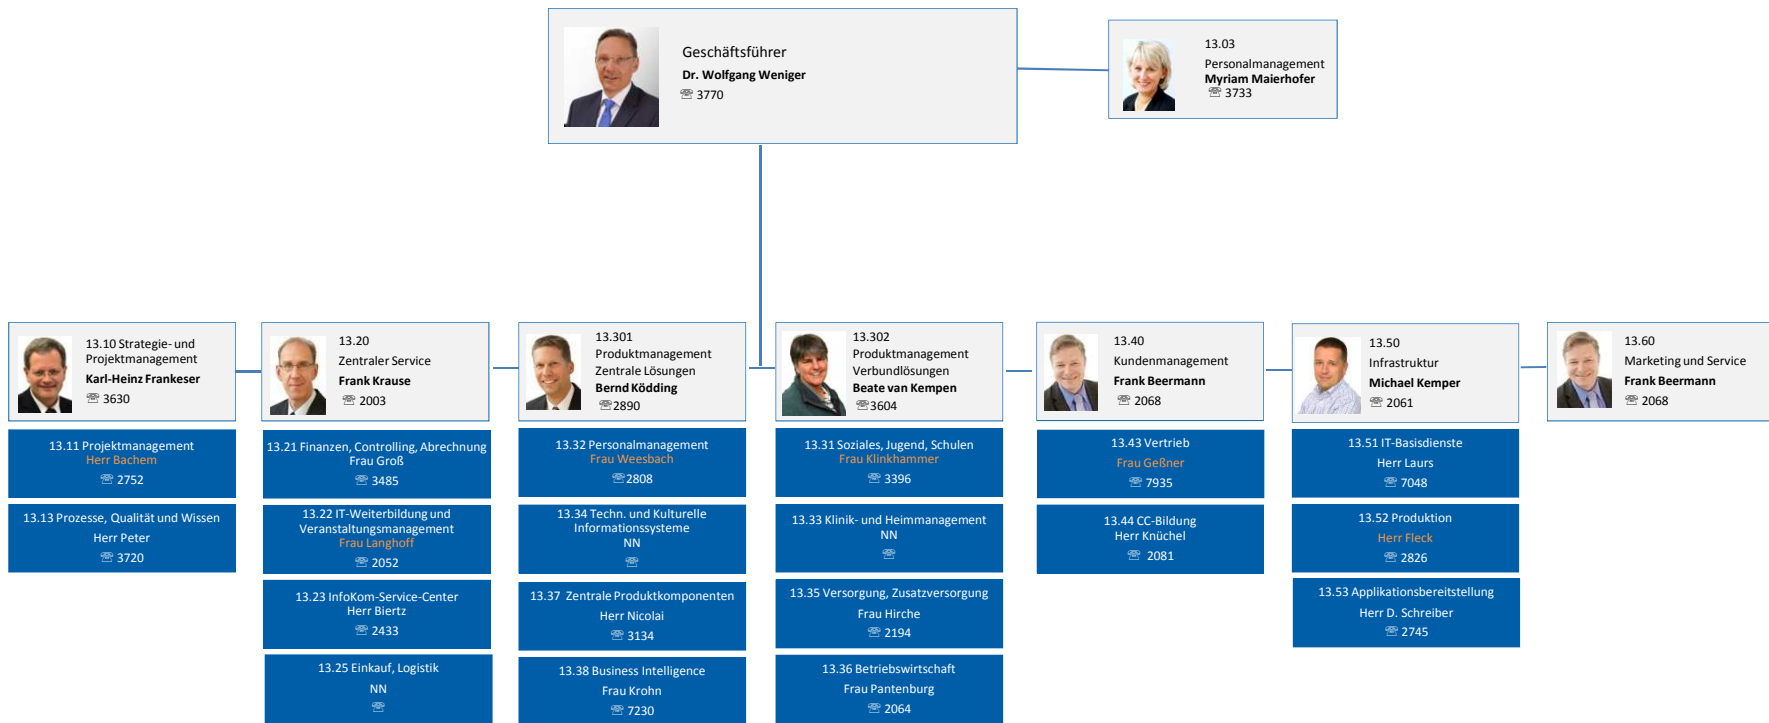 Geschäftsführer
Dr. Wolfgang Weniger
☏ 3770
13.03
Personalmanagement
Myriam Maierhofer
☏ 3733
13.10 Strategie- und
Projektmanagement
Karl-Heinz Frankeser
☏ 3630
13.11 Projektmanagement
Herr Bachem
☏ 2752
13.13 Prozesse, Qualität und Wissen
Herr Peter
☏ 3720
13.20
Zentraler Service
Frank Krause
☏ 2003
13.21 Finanzen, Controlling, Abrechnung
Frau Groß
☏ 3485
13.22 IT-Weiterbildung und
Veranstaltungsmanagement
Frau Langhoff
☏ 2052
13.23 InfoKom-Service-Center
Herr Biertz
☏ 2433
13.25 Einkauf, Logistik
NN
☏
13.301
Produktmanagement
Zentrale Lösungen
Bernd Ködding
☏2890
13.32 Personalmanagement
Frau Weesbach
☏2808
13.34 Techn. und Kulturelle
Informationssysteme
NN
☏
13.37 Zentrale Produktkomponenten
Herr Nicolai
☏ 3134
13.38 Business Intelligence
Frau Krohn
☏ 7230
13.302
Produktmanagement
Verbundlösungen
Beate van Kempen
☏3604
13.31 Soziales, Jugend, Schulen
Frau Klinkhammer
☏ 3396
13.33 Klinik- und Heimmanagement
NN
☏
13.35 Versorgung, Zusatzversorgung
Frau Hirche
☏ 2194
13.36 Betriebswirtschaft
Frau Pantenburg
☏ 2064
13.40
Kundenmanagement
Frank Beermann
☏ 2068
13.43 Vertrieb
Frau Geßner
☏ 7935
13.44 CC-Bildung
Herr Knüchel
☏ 2081
13.50
Infrastruktur
Michael Kemper
☏ 2061
13.51 IT-Basisdienste
Herr Laurs
☏ 7048
13.52 Produktion
Herr Fleck
☏ 2826
13.53 Applikationsbereitstellung
Herr D. Schreiber
☏ 2745
13.60
Marketing und Service
Frank Beermann
☏ 2068